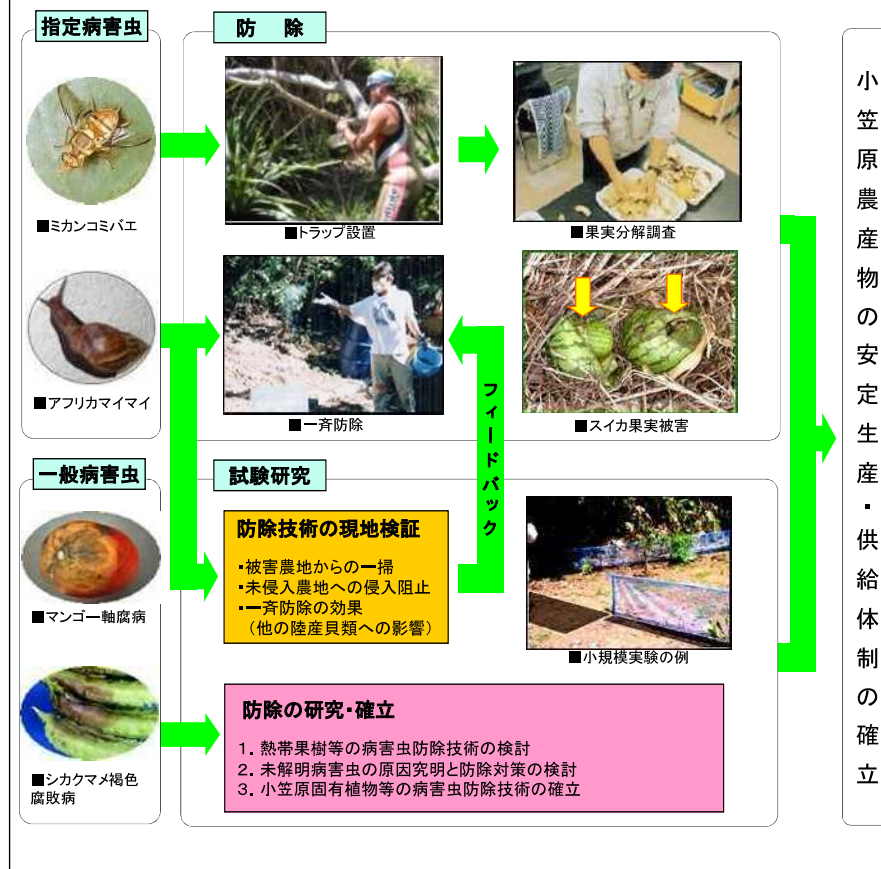 指定病害虫
■ミカンコミバエ
■アフリカマイマイ
防　除
■トラップ設置
■果実分解調査
■一斉防除
■スイカ果実被害
フィードバック
一般病害虫
■マンゴー軸腐病
■シカクマメ褐色
腐敗病
試験研究
防除技術の現地検証
・被害農地からの一掃
・未侵入農地への侵入阻止
・一斉防除の効果
（他の陸産貝類への影響）
■小規模実験の例
防除の研究・確立
1．熱帯果樹等の病害虫防除技術の検討
2．未解明病害虫の原因究明と防除対策の検討
3．小笠原固有植物等の病害虫防除技術の確立
小笠原農産物の安定生産・供給体制の確立